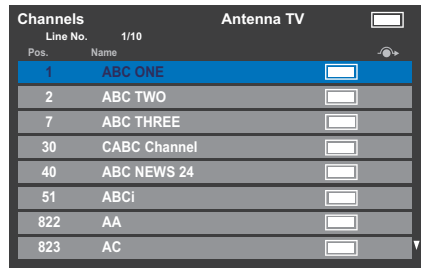 Channels Antenna TV
Line No. 1/10
Pos. Name
1 ABC ONE
2 ABC TWO
7 ABC THREE
30 CABC Channel
40 ABC NEWS 24
51 ABCi
822 AA
823 AC